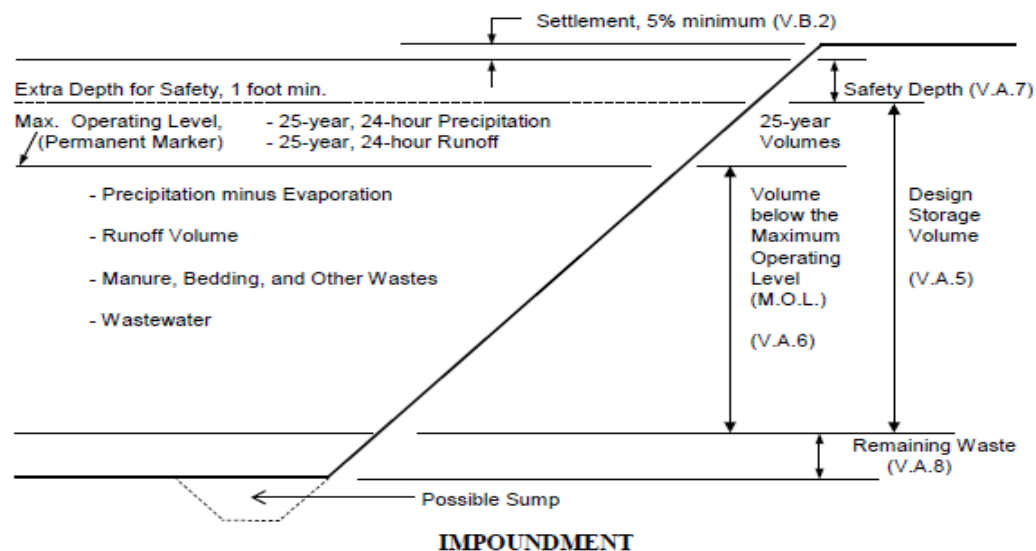 Settlement, 5% minimum (V.B.2)
Extra Depth for Safety, 1 foot min.
Safety Depth (V.A.7)
Max. Operating Level,
(Permanent Marker)
- 25-year, 24-hour Precipitation
- 25-year, 24-hour Runoff
25-year
Volumes
- Precipitation minus Evaporation
- Runoff Volume
- Manure, Bedding, and Other Wastes
- Wastewater
Volume
below the
Maximum
Operating
Level
(M.O.L.)
(V.A.6)
Design
Storage
Volume
(V.A.5)
Remaining Waste
(V.A.8)
Possible Sump
IMPOUNDMENT